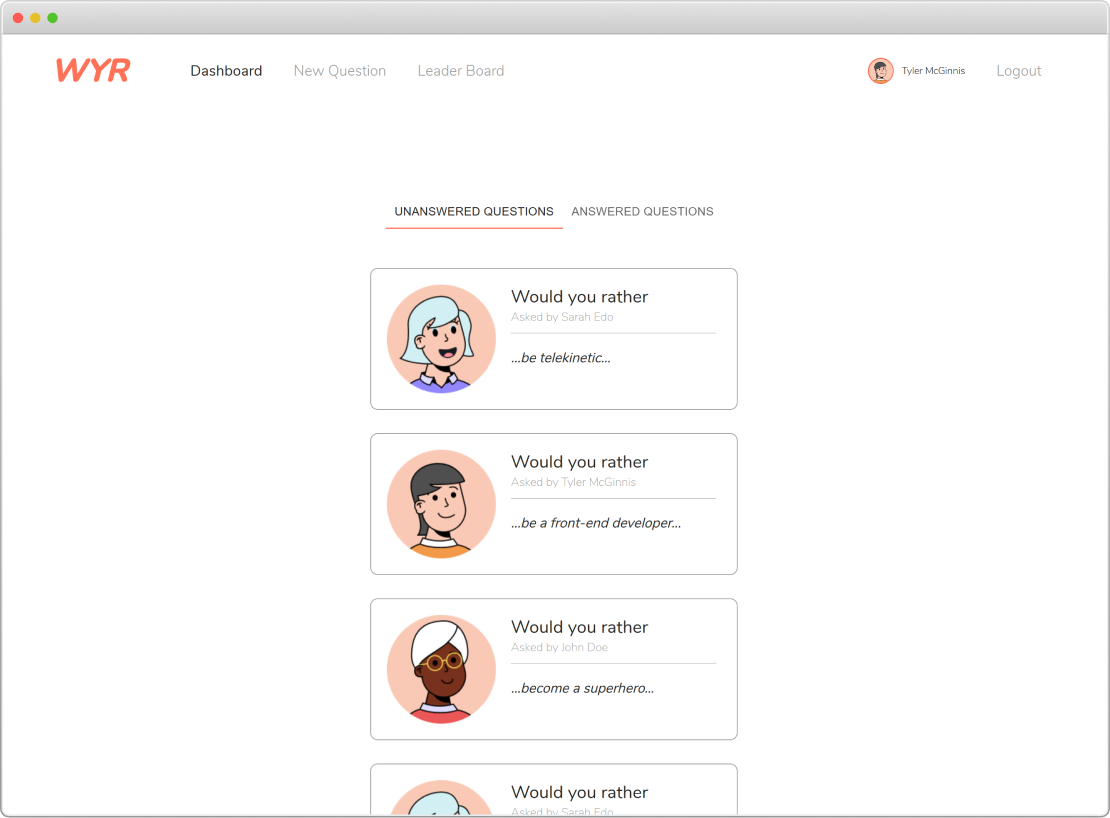 WYR Dashboard New Question Leader Board Tyler McGinnis Logout
UNANSWERED QUESTIONS ANSWERED QUESTIONS
Would you rather
Asked by Sarah Edo
...be telekinetic...
Would you rather
Asked by Tyler McGinnis
...be a front-end developer...
Would you rather
Asked by John Doe
...become a superhero...
Would you rather
Asked by Sarah Edo